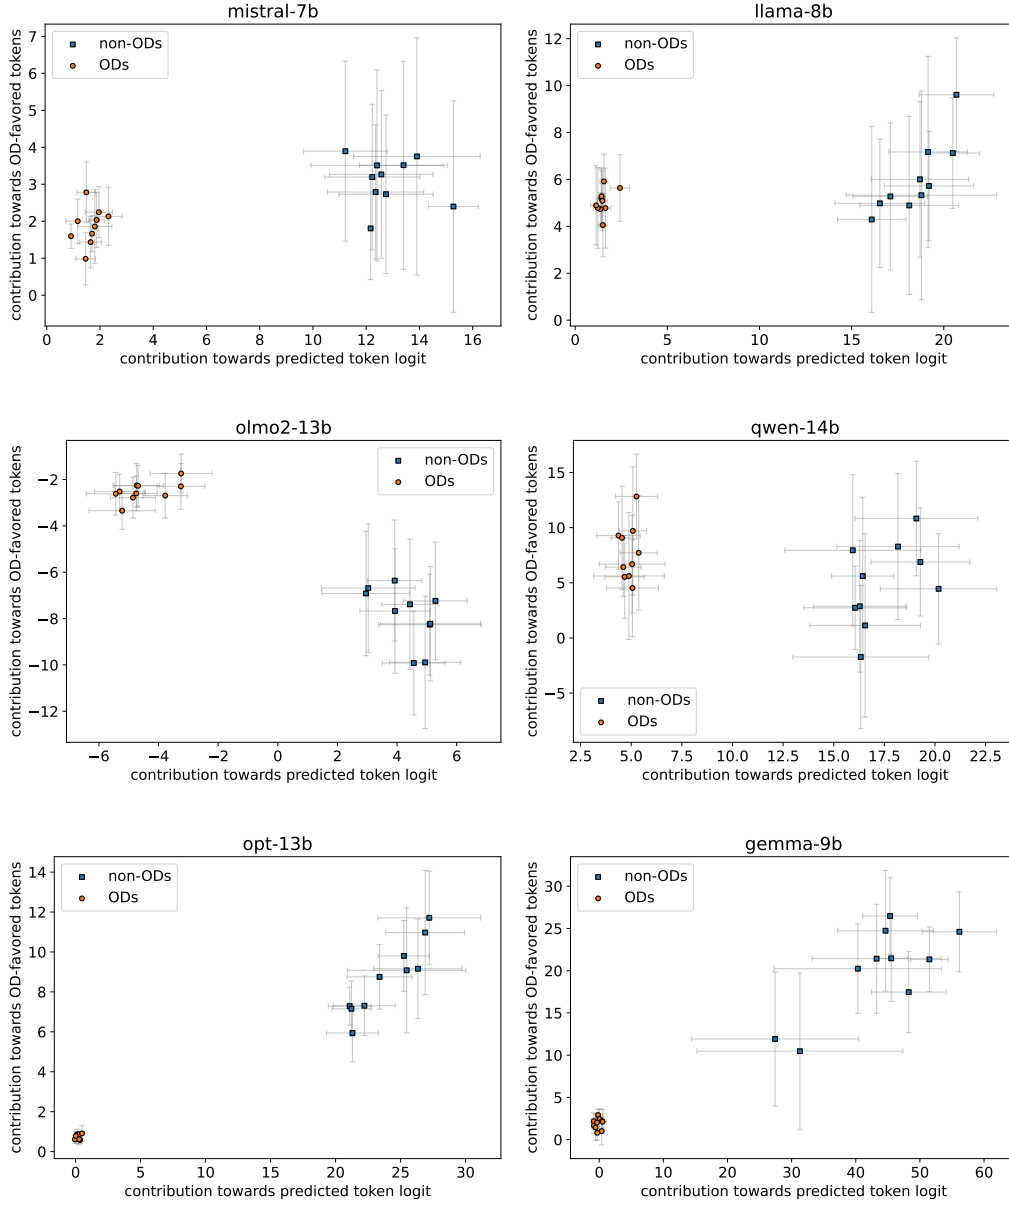 mistral-7b
contribution towards OD-favored tokens
7
6
5
4
3
2
1
0
non-ODs
ODs
0 2 4 6 8 10 12 14 16
contribution towards predicted token logit
llama-8b
contribution towards OD-favored tokens
12
10
8
6
4
2
0
non-ODs
ODs
0 5 10 15 20
contribution towards predicted token logit
olmo2-13b
contribution towards OD-favored tokens
−2
−4
−6
−8
−10
−12
non-ODs
ODs
−6 −4 −2 0 2 4 6
contribution towards predicted token logit
qwen-14b
contribution towards OD-favored tokens
15
10
5
0
−5
non-ODs
ODs
2.5 5.0 7.5 10.0 12.5 15.0 17.5 20.0 22.5
contribution towards predicted token logit
opt-13b
contribution towards OD-favored tokens
14
12
10
8
6
4
2
0
non-ODs
ODs
0 5 10 15 20 25 30
contribution towards predicted token logit
gemma-9b
contribution towards OD-favored tokens
30
25
20
15
10
5
0
non-ODs
ODs
0 10 20 30 40 50 60
contribution towards predicted token logit